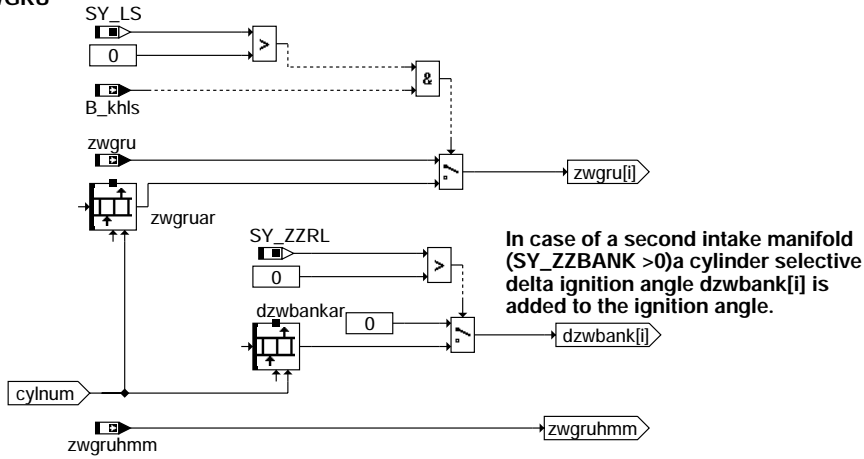 SY_LS
0
>
&
B_khls
zwgru
zwgru[i]
zwgruar
SY_ZZRL
0
>
In case of a second intake manifold
(SY_ZZBANK >0)a cylinder selective
delta ignition angle dzwbank[i] is
added to the ignition angle.
dzwbankar
0
dzwbank[i]
cylnum
zwgruhmm
zwgruhmm